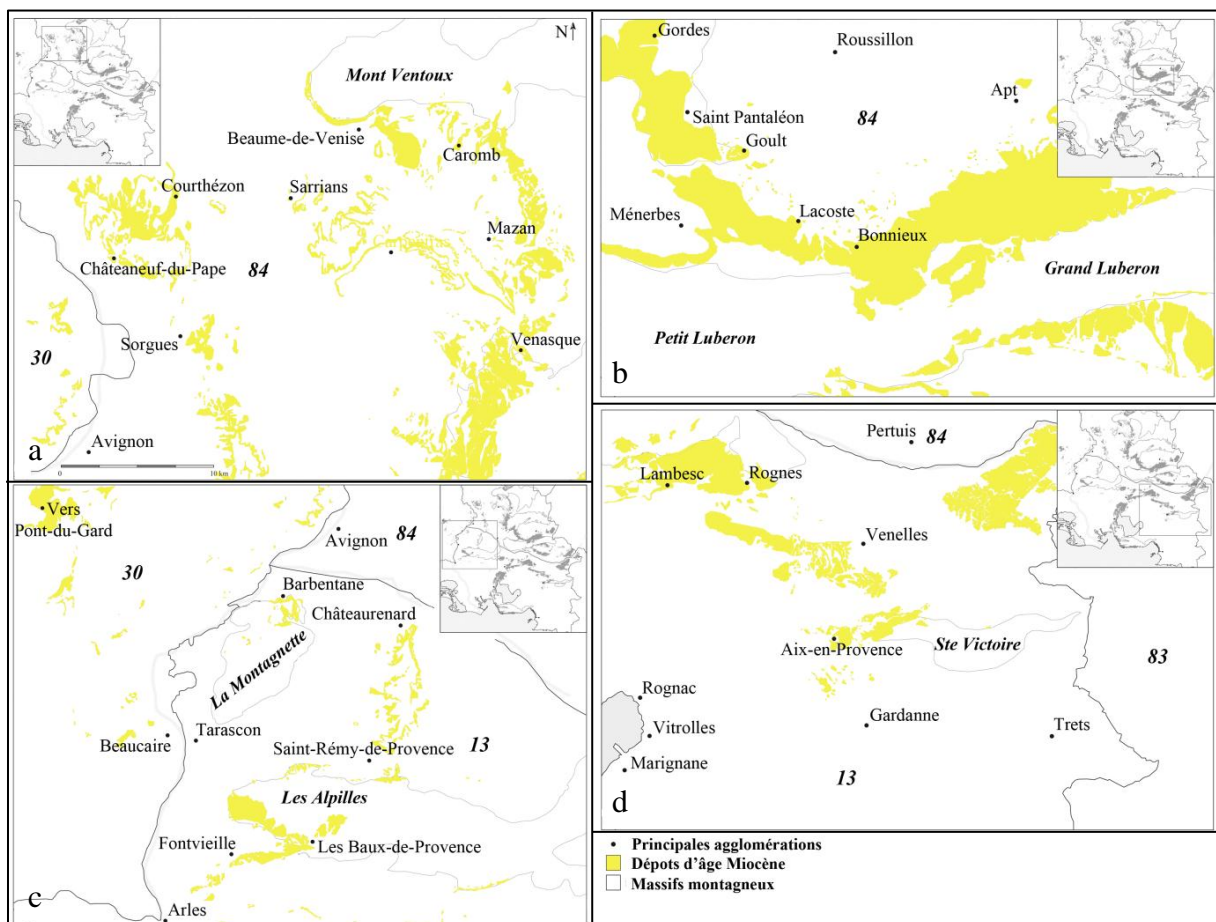 N↑
Mont Ventoux
Beaume-de-Venise
Caromb
Courthézon
Sarrians
Mazan
Châteaneuf-du-Pape
84
Sorgues
Venasque
30
Avignon
a
0
10 km
Gordes
Roussillon
Apt
Saint Pantaléon
84
Goult
Ménerbes
Lacoste
Bonnieux
Grand Luberon
Petit Luberon
b
Vers
Pont-du-Gard
Avignon
84
30
Barbentane
Châteaurenard
La Montagnette
Beaucaire
Tarascon
13
Saint-Rémy-de-Provence
Les Alpilles
Fontvieille
Les Baux-de-Provence
c
Arles
Pertuis
84
Lambesc
Rognes
Venelles
Ste Victoire
Aix-en-Provence
83
Rognac
Gardanne
Trets
Vitrolles
Marignane
13
d
Principales agglomérations
Dépots d'âge Miocène
Massifs montagneux